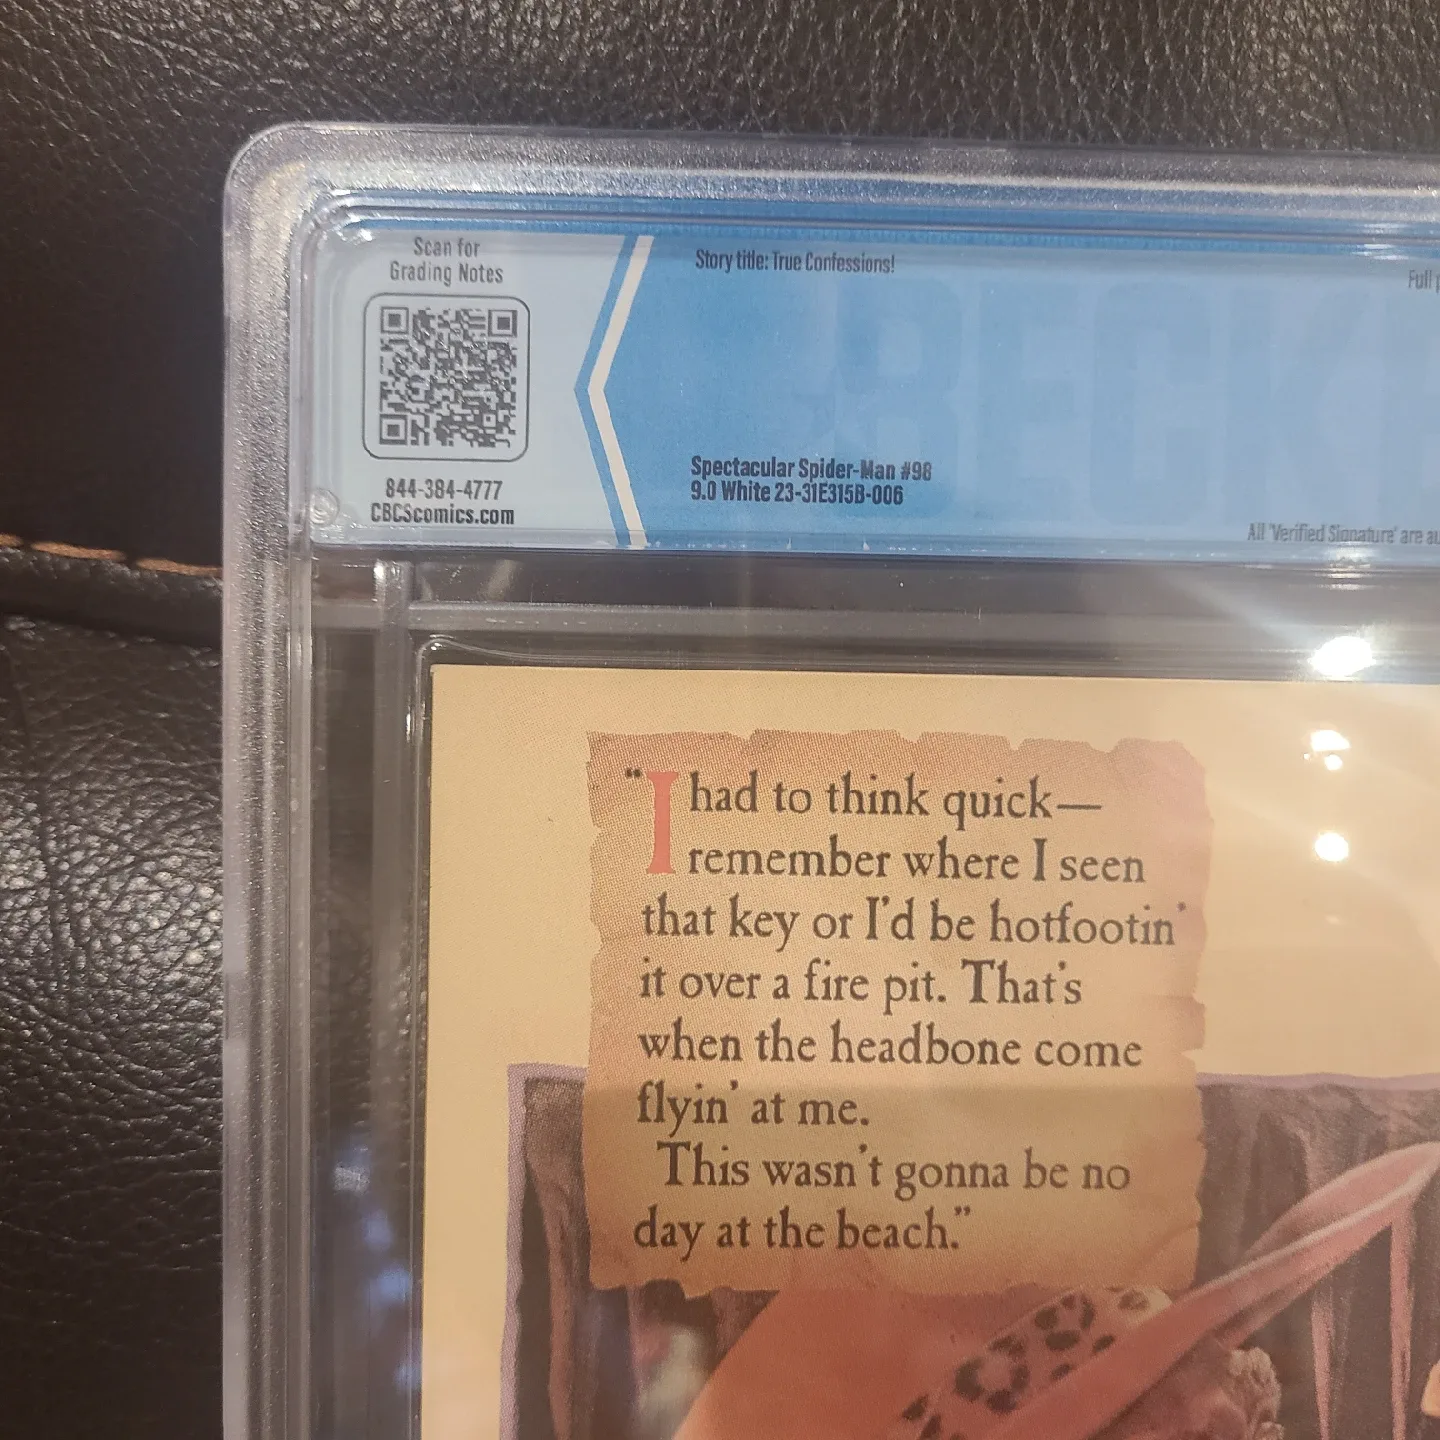 Scan for
Grading Notes
844-384-4777
CBCScomics.com
Story title: True Confessions!
Spectacular Spider-Man #98
9.0 White 23-31E315B-006
Full
BECK
All 'Verified Signature' are
“I had to think quick—
remember where I seen
that key or I'd be hotfootin'
it over a fire pit. That's
when the headbone come
flyin' at me.
This wasn't gonna be no
day at the beach.”